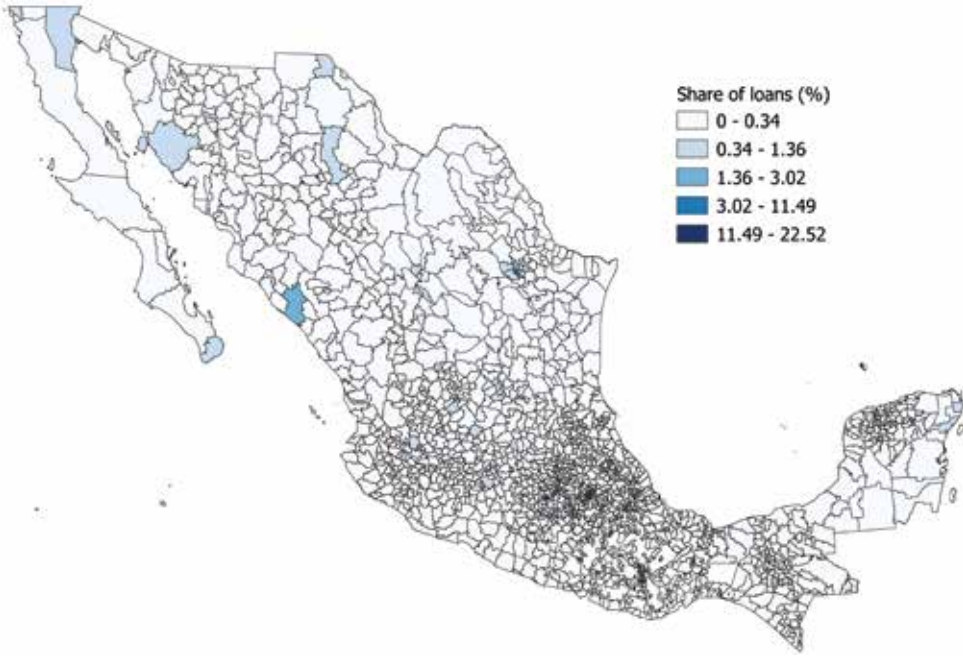 Share of loans (%)
0 - 0.34
0.34 - 1.36
1.36 - 3.02
3.02 - 11.49
11.49 - 22.52